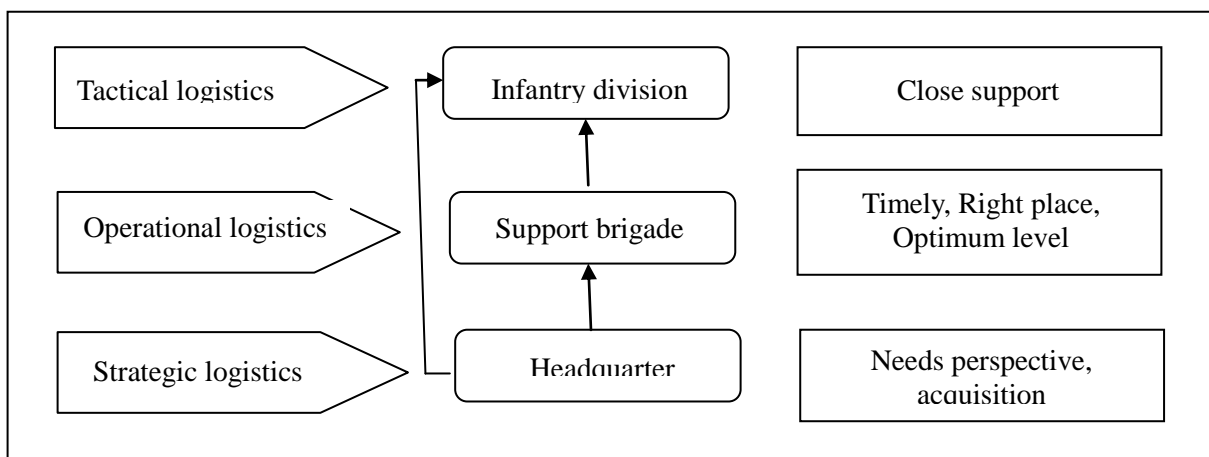 Tactical logistics
Infantry division
Close support
Operational logistics
Support brigade
Timely, Right place,
Optimum level
Strategic logistics
Headquarter
Needs perspective,
acquisition